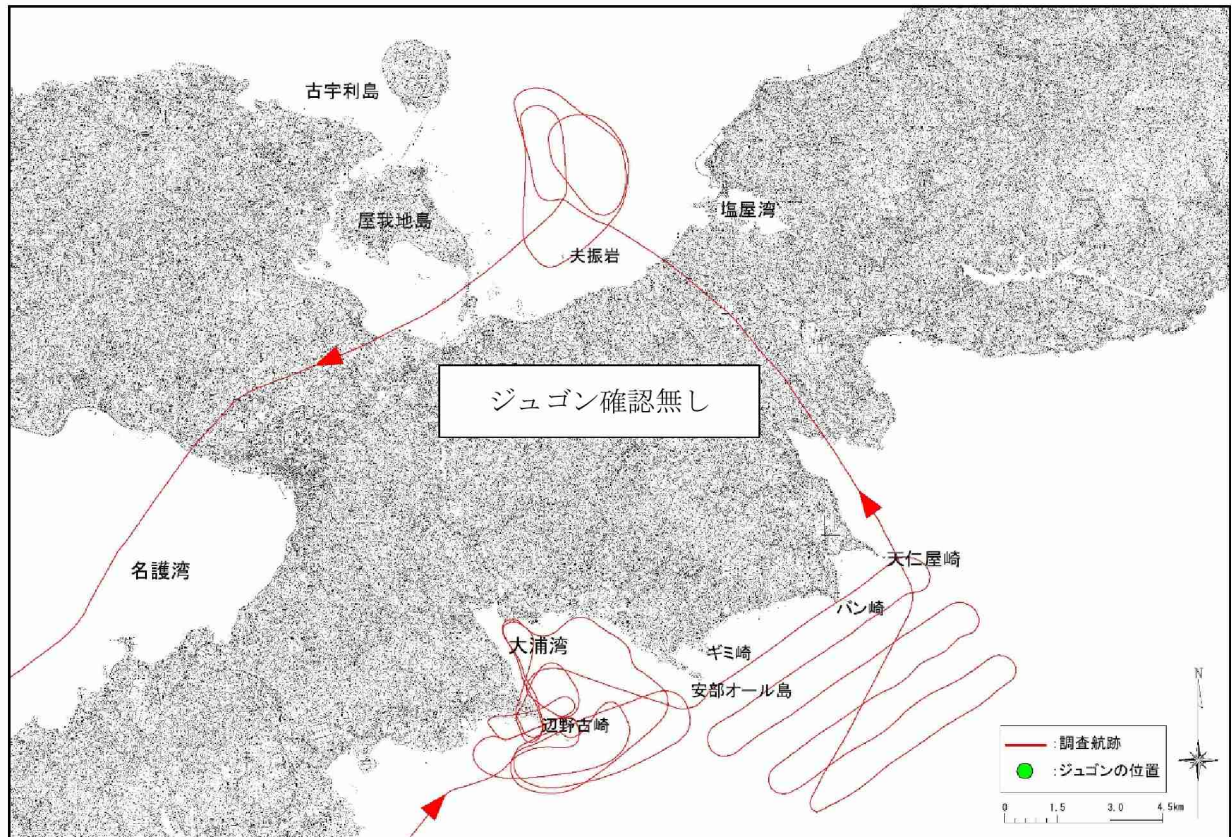 古宇利島
屋我地島
塩屋湾
夫振岩
ジュゴン確認無し
名護湾
天仁屋崎
バン崎
大浦湾
ギミ崎
安部オール島
辺野古崎
N
:調査航跡
:ジュゴンの位置
0 1.5 3.0 4.5km